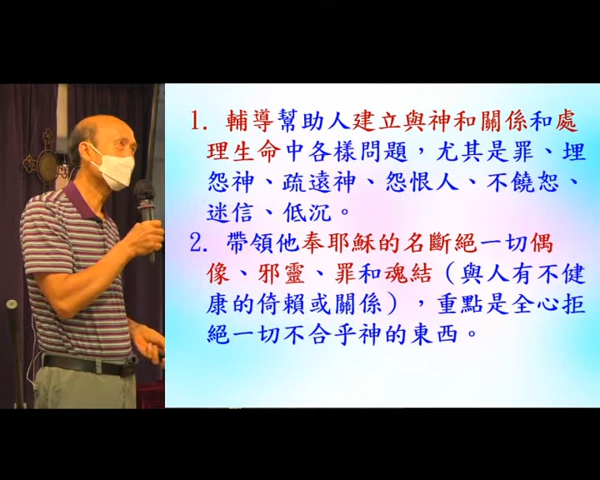 1. 輔導幫助人建立與神和關係和處
理生命中各樣問題，尤其是罪、埋
怨神、疏遠神、怨恨人、不饒恕、
迷信、低沉。
2. 帶領他奉耶穌的名斷絕一切偶
像、邪靈、罪和魂結（與人有不健
康的倚賴或關係），重點是全心拒
絕一切不合乎神的東西。